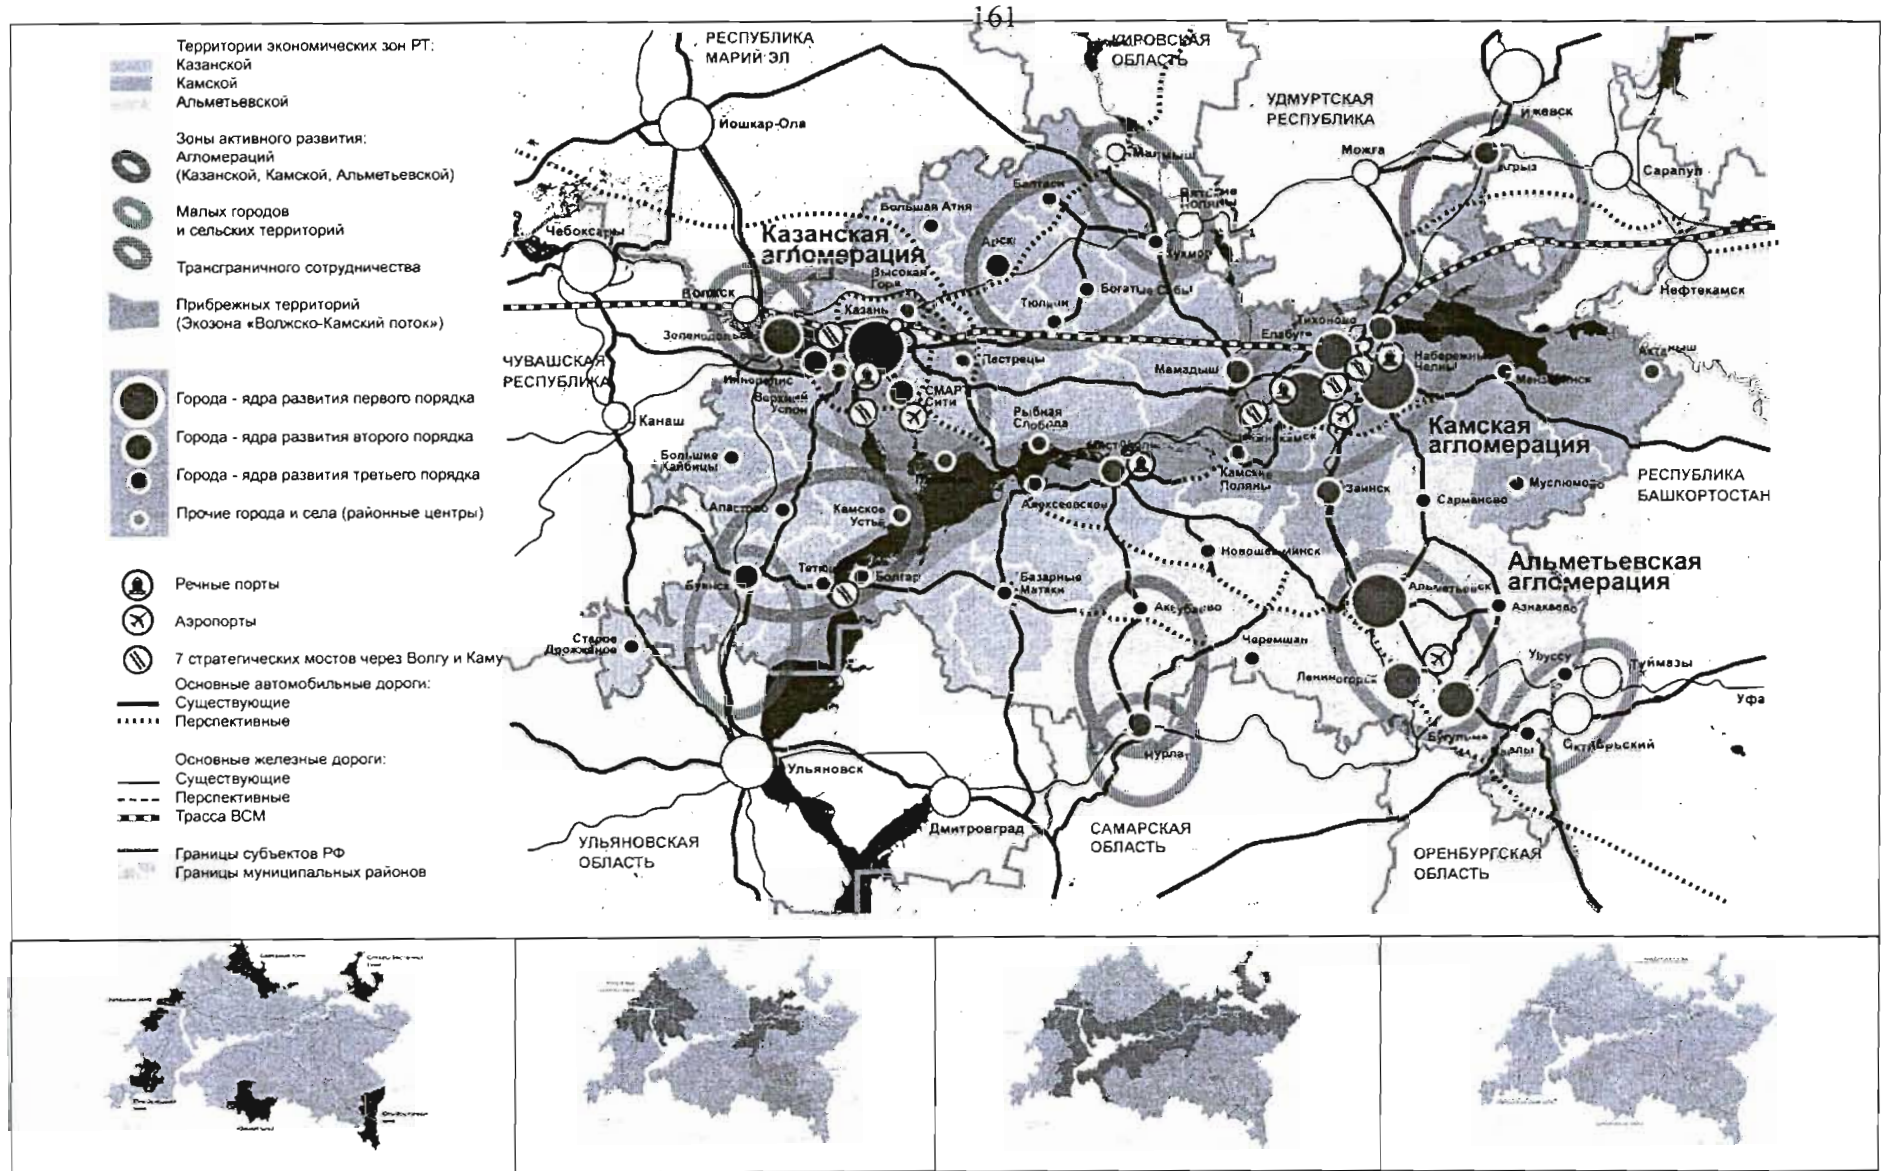 161
Территории экономических зон РТ:
Казанской
Камской
Альметьевской
Зоны активного развития:
Агломераций
(Казанской, Камской, Альметьевской)
Малых городов
и сельских территорий
Трансграничного сотрудничества
Прибрежных территорий
(Экозона «Волжско-Камский поток»)
Города - ядра развития первого порядка
Города - ядра развития второго порядка
Города - ядра развития третьего порядка
Прочие города и села (районные центры)
Речные порты
Аэропорты
7 стратегических мостов через Волгу и Каму
Основные автомобильные дороги:
Существующие
Перспективные
Основные железные дороги:
Существующие
Перспективные
Трасса ВСМ
Границы субъектов РФ
Границы муниципальных районов
РЕСПУБЛИКА
МАРИЙ ЭЛ
КИРОВСКАЯ
ОБЛАСТЬ
УДМУРТСКАЯ
РЕСПУБЛИКА
Ижевск
Йошкар-Ола
Малмыш
Можга
Агрыз
Сарапул
Балтаси
Вятские
Поляны
Большая Атня
Чебоксары
Казанская
агломерация
Арск
Кукмор
Высокая
Гора
Волжск
Богатые Сабы
Нефтекамск
Тюлячи
Казань
Тихоново
Елабуга
Зеленодольск
ЧУВАШСКАЯ
РЕСПУБЛИКА
Пестрецы
Мамадыш
Набережные
Челны
Мензелинск
Актаныш
Иннополис
Верхний
Услон
СМАРТ
Сити
Канаш
Рыбная
Слобода
Нижнекамск
Камская
агломерация
Большие
Кайбицы
Камские
Поляны
РЕСПУБЛИКА
БАШКОРТОСТАН
Заинск
Муслюмово
Сарманово
Апастово
Камское
Устье
Алексеевское
Новошешминск
Альметьевская
агломерация
Буинск
Тетюши
Болгар
Базарные
Матаки
Альметьевск
Азнакаево
Аксубаево
Старое
Дрожжаное
Черемшан
Лениногорск
Уруссу
Туймазы
Уфа
Бугульма
Октябрьский
Нурлат
Ульяновск
Дмитровград
УЛЬЯНОВСКАЯ
ОБЛАСТЬ
САМАРСКАЯ
ОБЛАСТЬ
ОРЕНБУРГСКАЯ
ОБЛАСТЬ